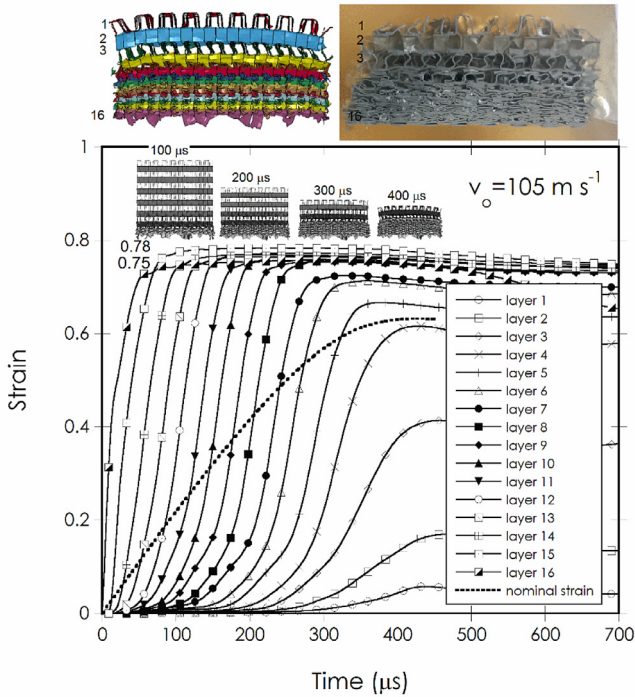 1
2
3
16
1
2
3
16
1
100 µs
200 µs
300 µs
400 µs
v_o=105 m s⁻¹
0.78
0.75
0.8
0.6
0.4
0.2
0
Strain
layer 1
layer 2
layer 3
layer 4
layer 5
layer 6
layer 7
layer 8
layer 9
layer 10
layer 11
layer 12
layer 13
layer 14
layer 15
layer 16
nominal strain
0 100 200 300 400 500 600 700
Time (µs)